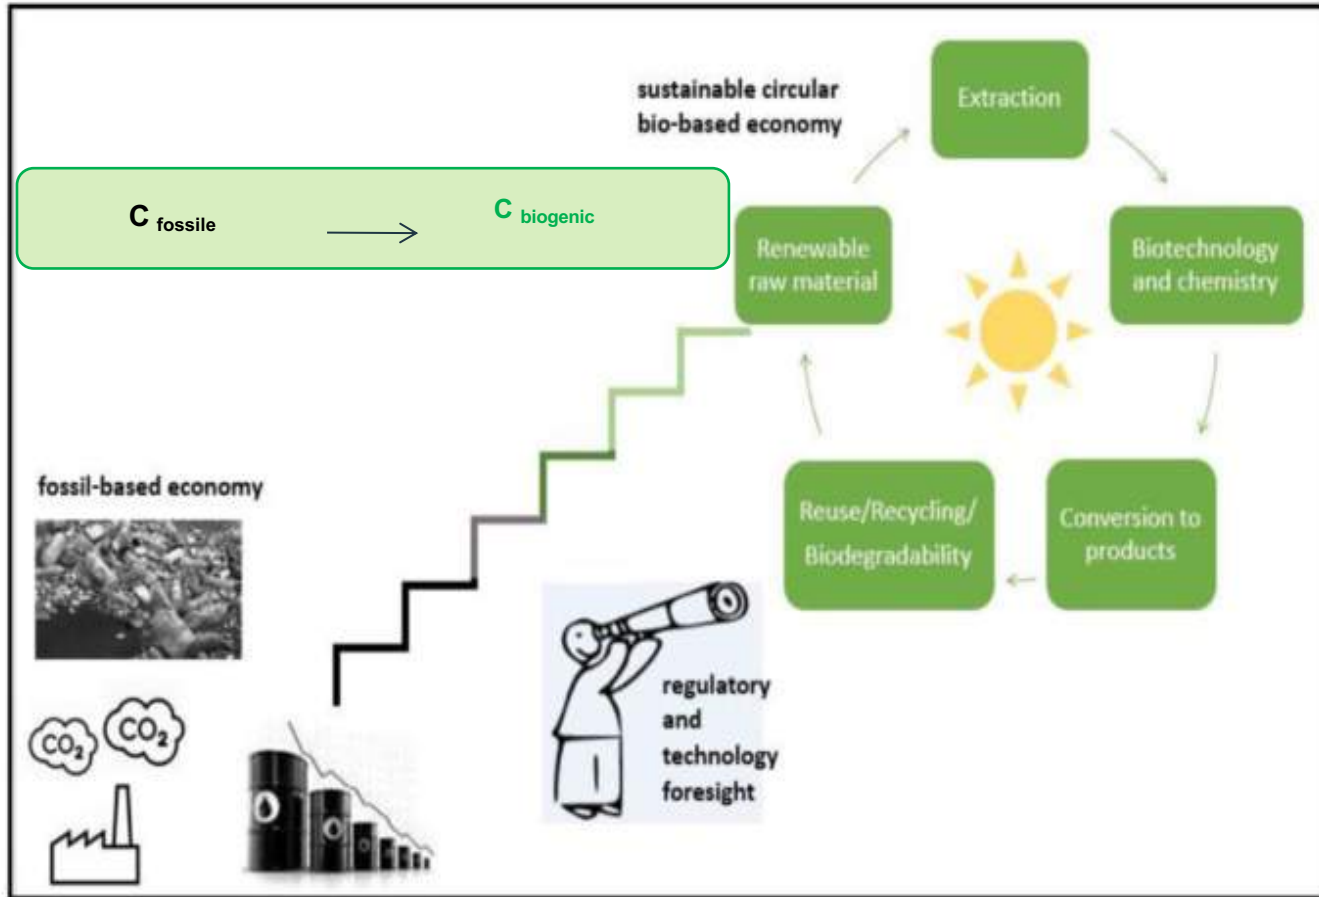 sustainable circular
bio-based economy
Extraction
C fossile
C biogenic
Renewable
raw material
Biotechnology
and chemistry
fossil-based economy
Reuse/Recycling/
Biodegradability
Conversion to
products
regulatory
and
technology
foresight
CO₂
CO₂